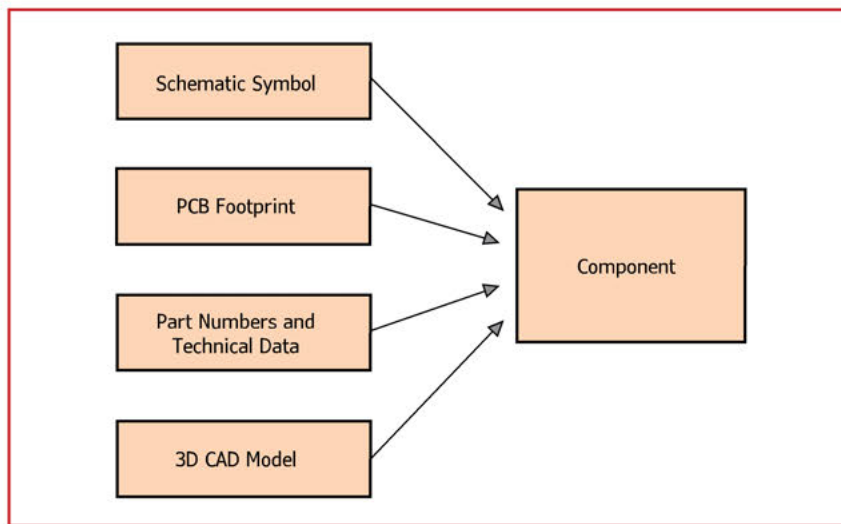 Schematic Symbol
PCB Footprint
Component
Part Numbers and
Technical Data
3D CAD Model